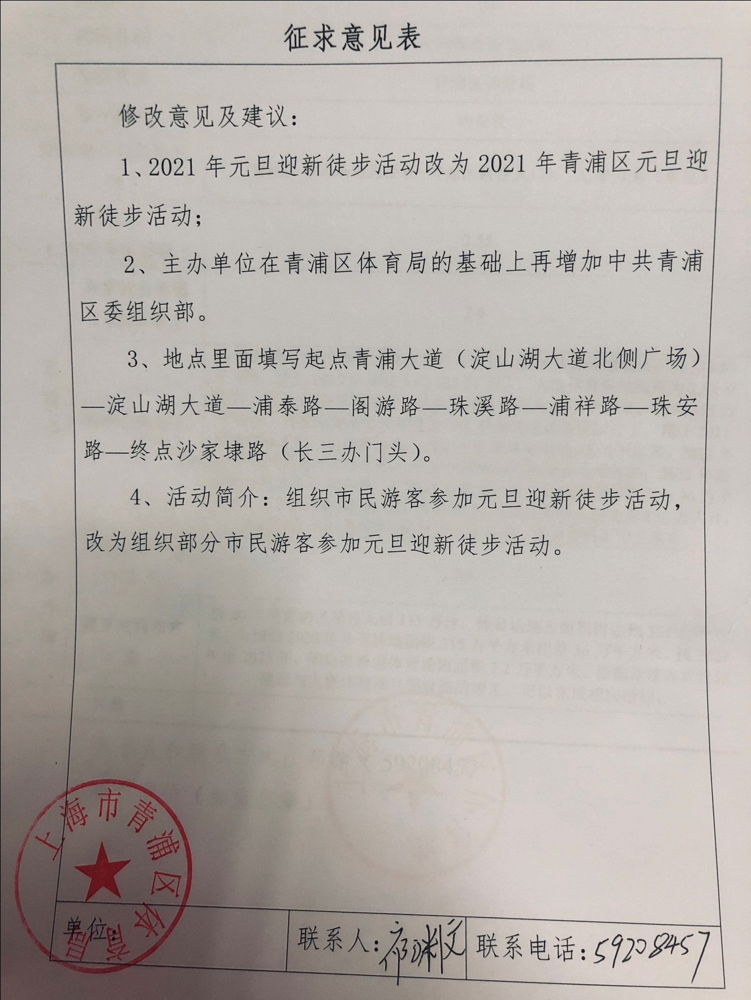 征求意见表
修改意见及建议：
1、2021年元旦迎新徒步活动改为2021年青浦区元旦迎
新徒步活动；
2、主办单位在青浦区体育局的基础上再增加中共青浦
区委组织部。
3、地点里面填写起点青浦大道（淀山湖大道北侧广场）
—淀山湖大道—浦泰路—阁游路—珠溪路—浦祥路—珠安
路—终点沙家埭路（长三办门头）。
4、活动简介：组织市民游客参加元旦迎新徒步活动，
改为组织部分市民游客参加元旦迎新徒步活动。
上海市青浦区体育局
单位：
联系人：
联系电话：59208457